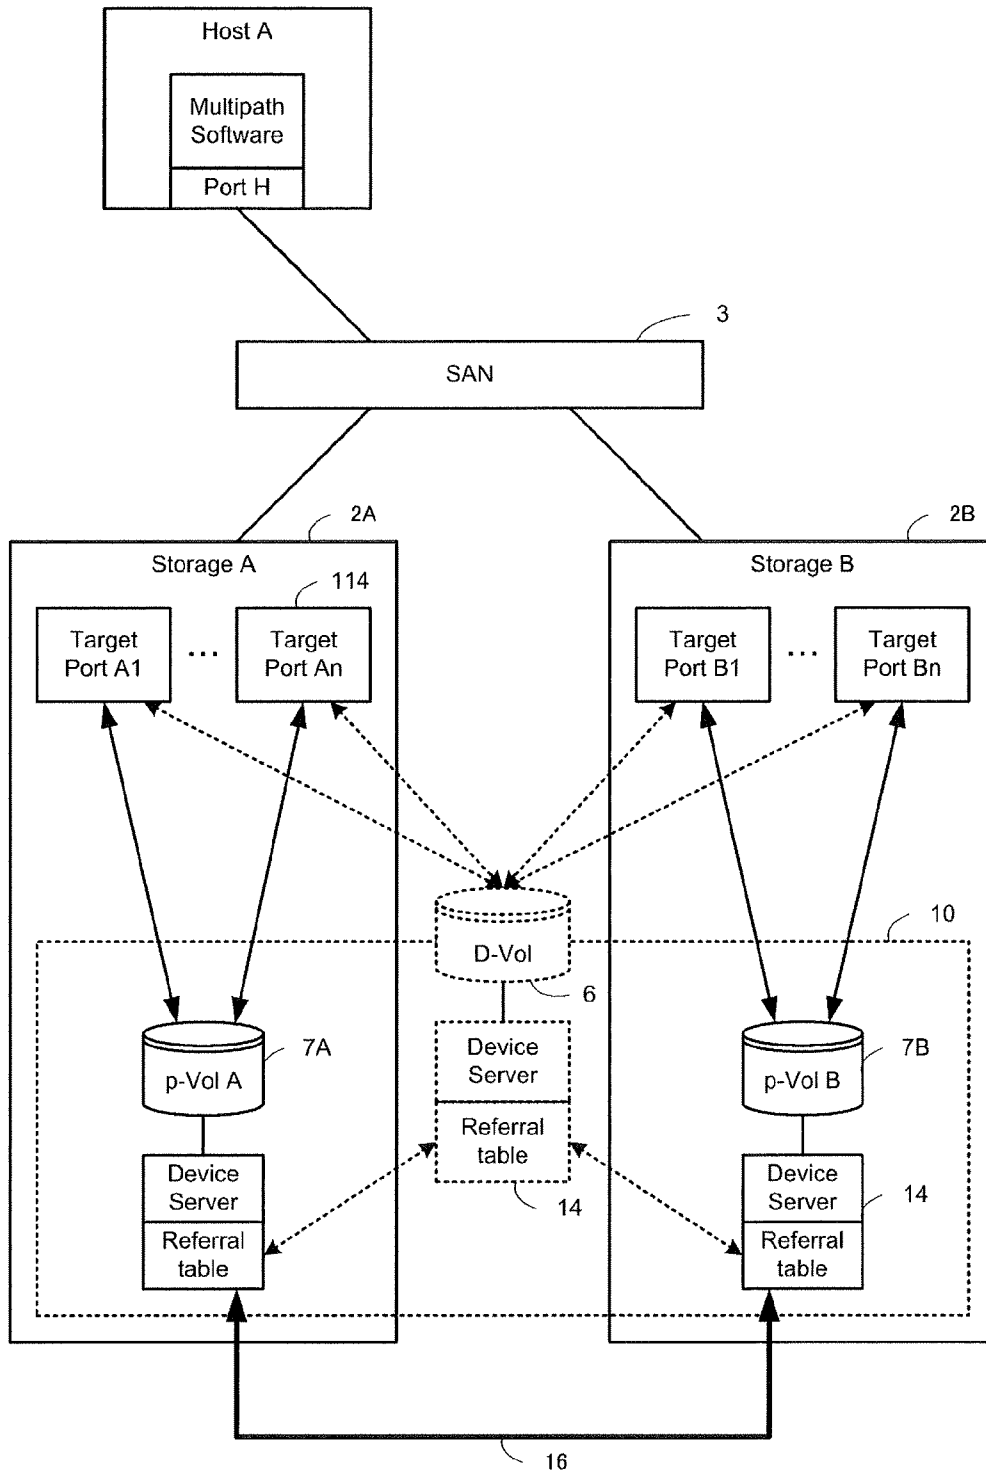 Host A
Multipath
Software
Port H
3
SAN
2A
2B
Storage A
Storage B
114
Target
Port A1
...
Target
Port An
Target
Port B1
...
Target
Port Bn
10
D-Vol
6
7A
7B
p-Vol A
p-Vol B
Device
Server
Referral
table
14
Device
Server
Referral
table
Device
Server
Referral
table
14
16